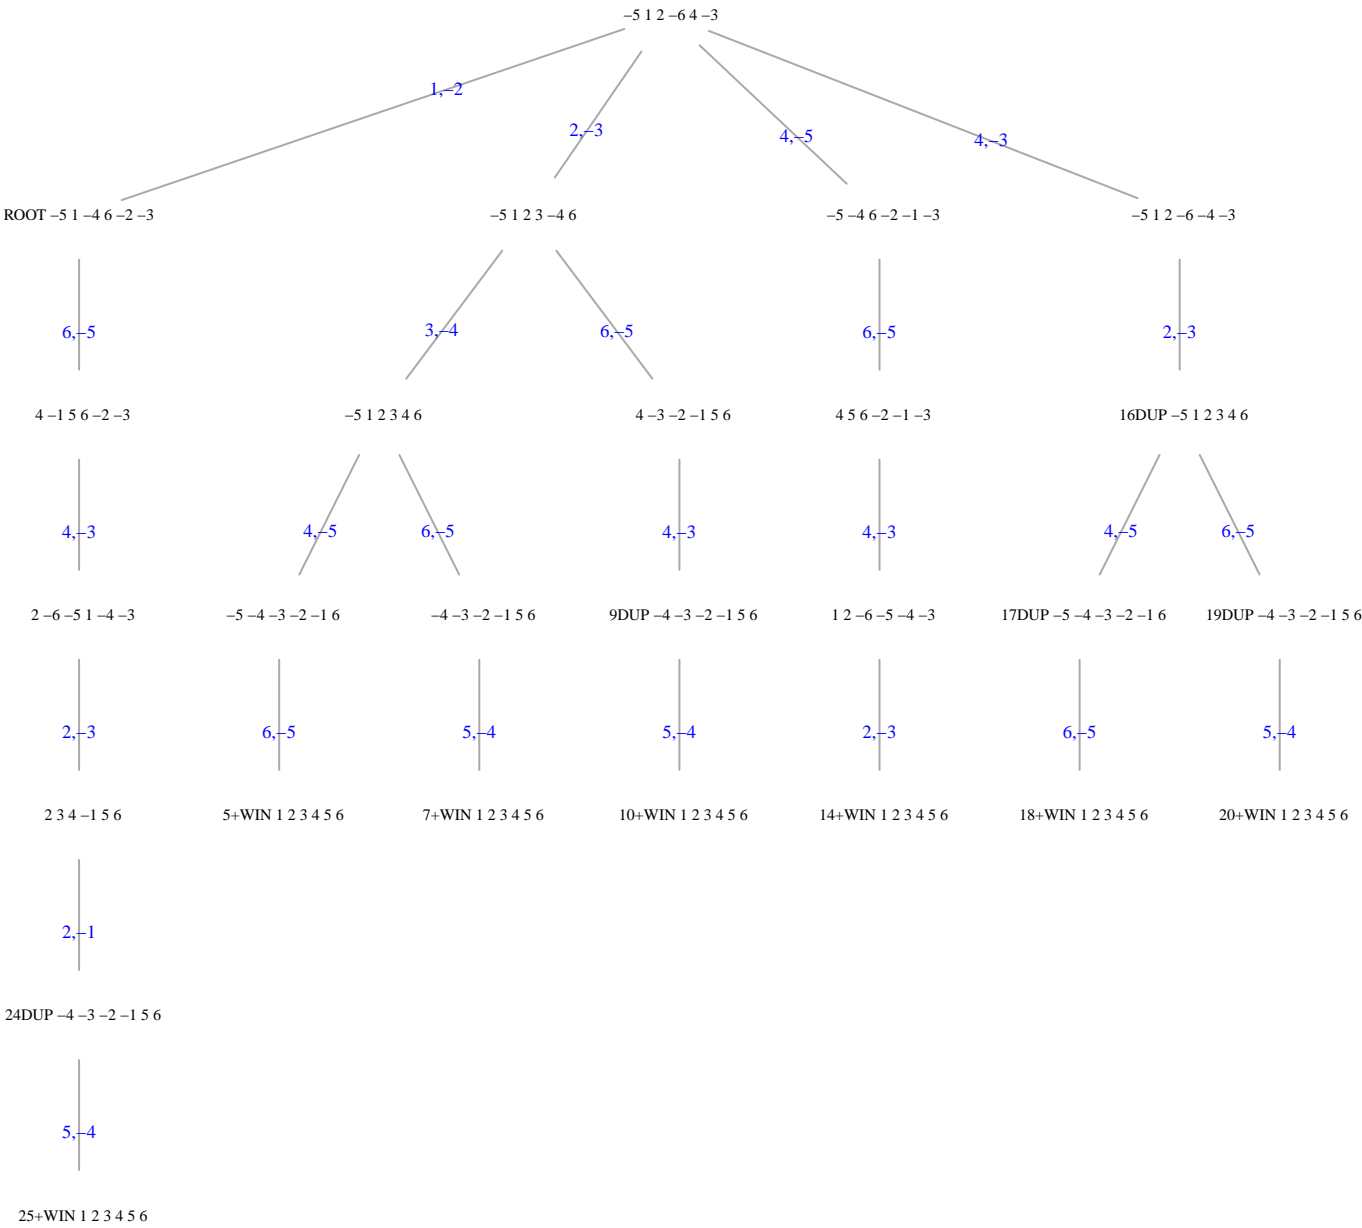 −5 1 2 −6 4 −3
1,−2
2,−3
4,−5
4,−3
ROOT −5 1 −4 6 −2 −3
−5 1 2 3 −4 6
−5 −4 6 −2 −1 −3
−5 1 2 −6 −4 −3
6,−5
3,−4
6,−5
6,−5
2,−3
4 −1 5 6 −2 −3
−5 1 2 3 4 6
4 −3 −2 −1 5 6
4 5 6 −2 −1 −3
16DUP −5 1 2 3 4 6
4,−3
4,−5
6,−5
4,−3
4,−3
4,−5
6,−5
2 −6 −5 1 −4 −3
−5 −4 −3 −2 −1 6
−4 −3 −2 −1 5 6
9DUP −4 −3 −2 −1 5 6
1 2 −6 −5 −4 −3
17DUP −5 −4 −3 −2 −1 6
19DUP −4 −3 −2 −1 5 6
2,−3
6,−5
5,−4
5,−4
2,−3
6,−5
5,−4
2 3 4 −1 5 6
5+WIN 1 2 3 4 5 6
7+WIN 1 2 3 4 5 6
10+WIN 1 2 3 4 5 6
14+WIN 1 2 3 4 5 6
18+WIN 1 2 3 4 5 6
20+WIN 1 2 3 4 5 6
2,−1
24DUP −4 −3 −2 −1 5 6
5,−4
25+WIN 1 2 3 4 5 6